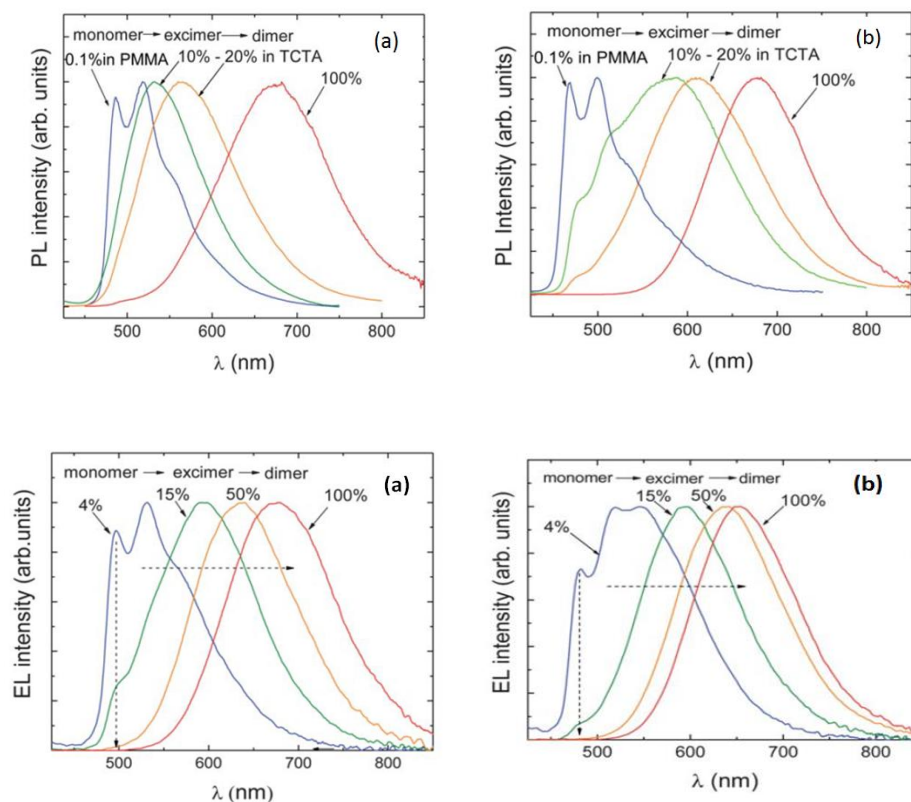 monomer → excimer → dimer
(a)
0.1%in PMMA
10% - 20% in TCTA
100%
PL intensity (arb. units)
500 600 700 800
λ (nm)
monomer → excimer → dimer
(b)
0.1% in PMMA
10% - 20% in TCTA
100%
PL Intensity (arb. units)
500 600 700 800
λ (nm)
monomer → excimer → dimer
(a)
4%
15%
50%
100%
EL intensity (arb.units)
500 600 700 800
λ (nm)
monomer → excimer → dimer
(b)
4%
15%
50%
100%
EL intensity (arb. units)
500 600 700 800
λ (nm)